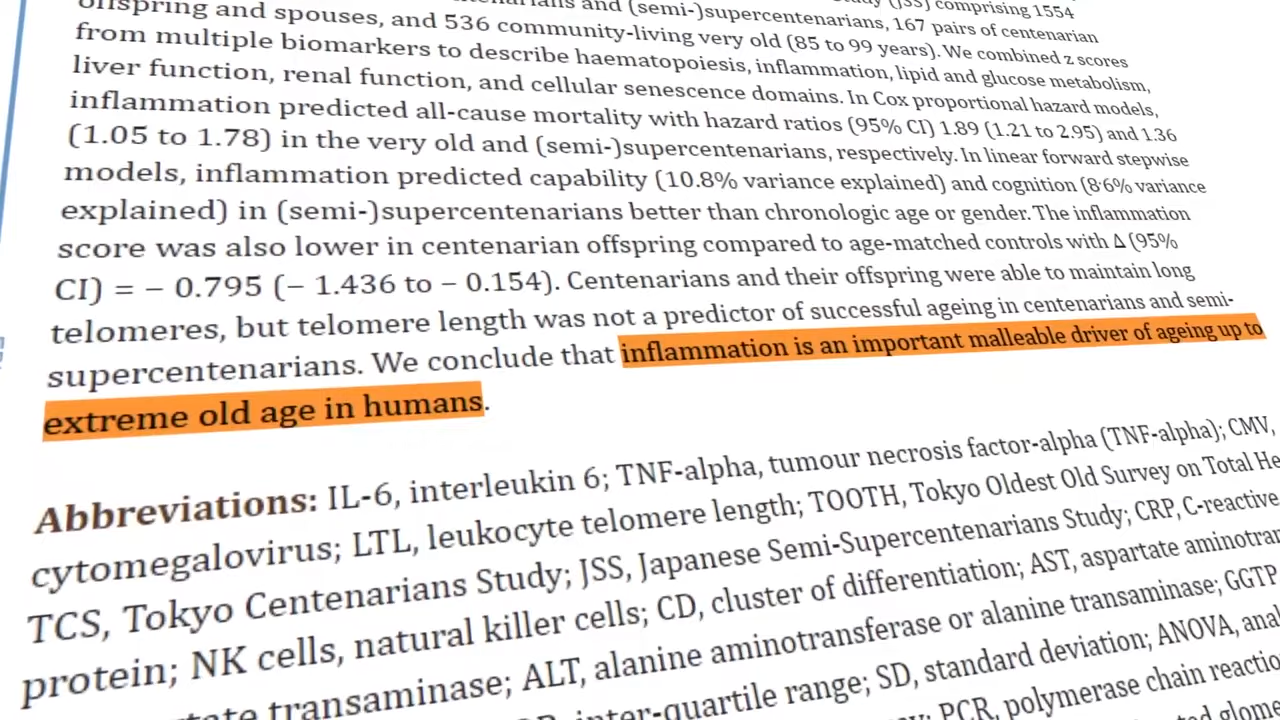 offspring and spouses, and 536 community-living very old (85 to 99 years). We combined z scores
from multiple biomarkers to describe haematopoiesis, inflammation, lipid and glucose metabolism,
liver function, renal function, and cellular senescence domains. In Cox proportional hazard models,
inflammation predicted all-cause mortality with hazard ratios (95% CI) 1.89 (1.21 to 2.95) and 1.36
(1.05 to 1.78) in the very old and (semi-)supercentenarians, respectively. In linear forward stepwise
models, inflammation predicted capability (10.8% variance explained) and cognition (8·6% variance
explained) in (semi-)supercentenarians better than chronologic age or gender. The inflammation
score was also lower in centenarian offspring compared to age-matched controls with Δ (95%
CI) = − 0.795 (− 1.436 to − 0.154). Centenarians and their offspring were able to maintain long
telomeres, but telomere length was not a predictor of successful ageing in centenarians and semi-
supercentenarians. We conclude that inflammation is an important malleable driver of ageing up to
extreme old age in humans.
Abbreviations: IL-6, interleukin 6; TNF-alpha, tumour necrosis factor-alpha (TNF-alpha); CMV,
cytomegalovirus; LTL, leukocyte telomere length; TOOTH, Tokyo Oldest Old Survey on Total
TCS, Tokyo Centenarians Study; JSS, Japanese Semi-Supercentenarians Study; CRP, C-reactive
protein; NK cells, natural killer cells; CD, cluster of differentiation; AST, aspartate
transaminase; ALT, alanine aminotransferase or alanine transaminase; GGTP
inter-quartile range; SD, standard deviation; ANOVA,
PCR, polymerase chain